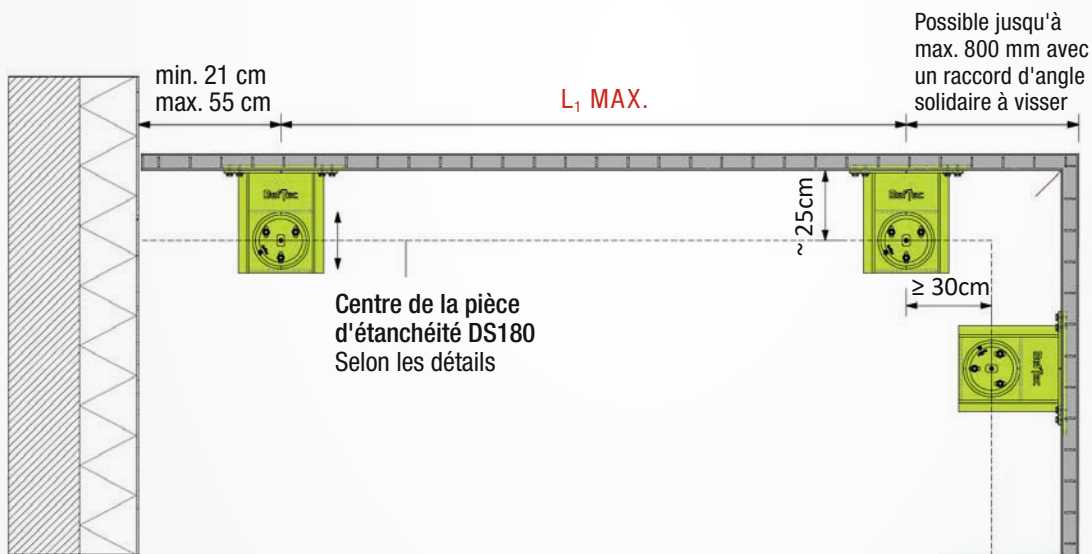 Possible jusqu'à
max. 800 mm avec
un raccord d'angle
solidaire à visser
min. 21 cm
max. 55 cm
L₁ MAX.
~ 25cm
≥ 30cm
Centre de la pièce
d'étanchéité DS180
Selon les détails